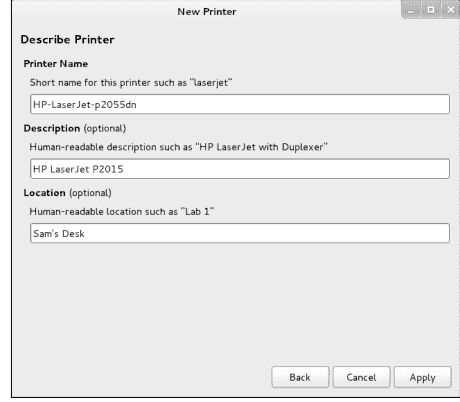 New Printer
Describe Printer
Printer Name
Short name for this printer such as "laserjet"
HP-LaserJet-p2055dn
Description (optional)
Human-readable description such as "HP LaserJet with Duplexer"
HP LaserJet P2015
Location (optional)
Human-readable location such as "Lab 1"
Sam's Desk
Back Cancel Apply